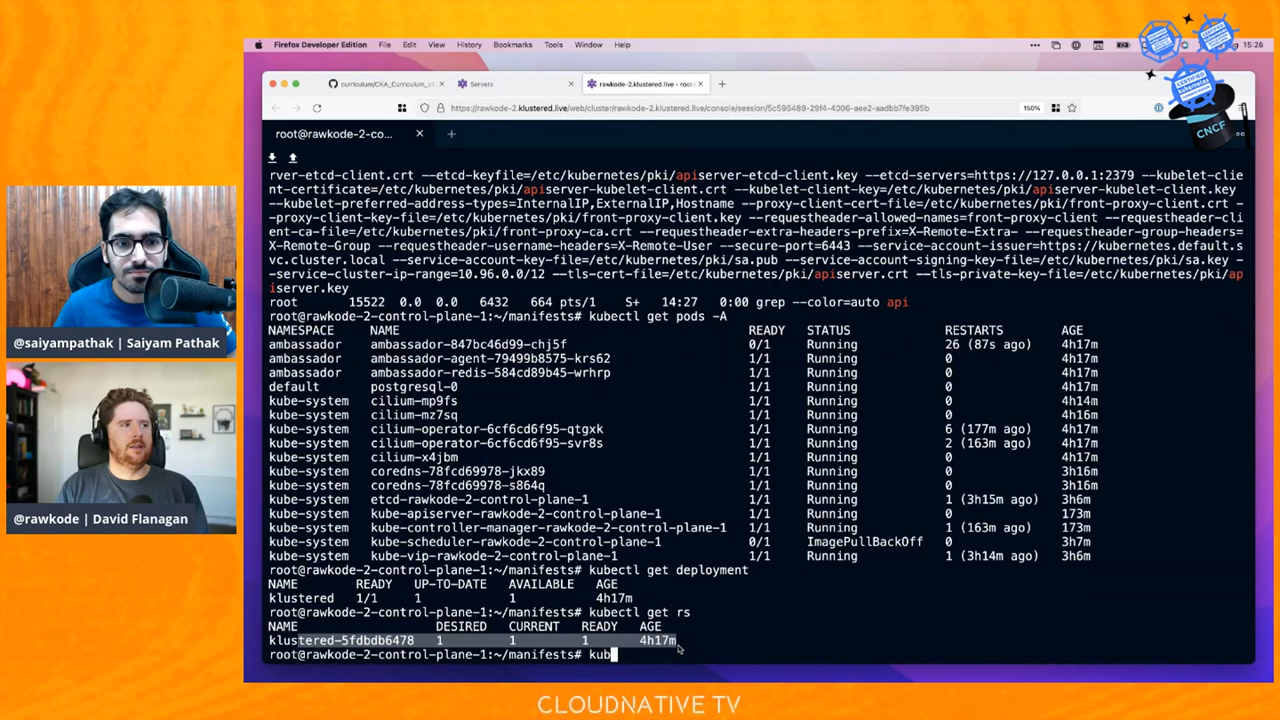 Firefox Developer Edition File Edit View History Bookmarks Tools Window Help
15:28
curriculum/CKA_Curriculum_v1
Servers
rawkode-2.klustered.live - root
https://rawkode-2.klustered.live/web/cluster/rawkode-2.klustered.live/console/session/5c595488-29f4-4006-aee2-aadbb7fe395b
150%
CERTIFIED
kubernetes
CNCF
root@rawkode-2-co...
rver-etcd-client.crt --etcd-keyfile=/etc/kubernetes/pki/apiserver-etcd-client.key --etcd-servers=https://127.0.0.1:2379 --kubelet-clie
nt-certificate=/etc/kubernetes/pki/apiserver-kubelet-client.crt --kubelet-client-key=/etc/kubernetes/pki/apiserver-kubelet-client.key
--kubelet-preferred-address-types=InternalIP,ExternalIP,Hostname --proxy-client-cert-file=/etc/kubernetes/pki/front-proxy-client.crt -
-proxy-client-key-file=/etc/kubernetes/pki/front-proxy-client.key --requestheader-allowed-names=front-proxy-client --requestheader-cli
ent-ca-file=/etc/kubernetes/pki/front-proxy-ca.crt --requestheader-extra-headers-prefix=X-Remote-Extra- --requestheader-group-headers=
X-Remote-Group --requestheader-username-headers=X-Remote-User --secure-port=6443 --service-account-issuer=https://kubernetes.default.s
vc.cluster.local --service-account-key-file=/etc/kubernetes/pki/sa.pub --service-account-signing-key-file=/etc/kubernetes/pki/sa.key -
-service-cluster-ip-range=10.96.0.0/12 --tls-cert-file=/etc/kubernetes/pki/apiserver.crt --tls-private-key-file=/etc/kubernetes/pki/ap
iserver.key
root 15522 0.0 0.0 6432 664 pts/1 S+ 14:27 0:00 grep --color=auto api
root@rawkode-2-control-plane-1:~/manifests# kubectl get pods -A
NAMESPACE NAME READY STATUS RESTARTS AGE
ambassador ambassador-847bc46d99-chj5f 0/1 Running 26 (87s ago) 4h17m
ambassador ambassador-agent-79499b8575-krs62 1/1 Running 0 4h17m
ambassador ambassador-redis-584cd89b45-wrhrp 1/1 Running 0 4h17m
default postgresql-0 1/1 Running 0 4h17m
kube-system cilium-mp9fs 1/1 Running 0 4h14m
kube-system cilium-mz7sq 1/1 Running 0 4h16m
kube-system cilium-operator-6cf6cd6f95-qtgxk 1/1 Running 6 (177m ago) 4h17m
kube-system cilium-operator-6cf6cd6f95-svr8s 1/1 Running 2 (163m ago) 4h17m
kube-system cilium-x4jbm 1/1 Running 0 4h17m
kube-system coredns-78fcd69978-jkx89 1/1 Running 0 3h16m
kube-system coredns-78fcd69978-s864q 1/1 Running 0 3h16m
kube-system etcd-rawkode-2-control-plane-1 1/1 Running 1 (3h15m ago) 3h6m
kube-system kube-apiserver-rawkode-2-control-plane-1 1/1 Running 0 173m
kube-system kube-controller-manager-rawkode-2-control-plane-1 1/1 Running 1 (163m ago) 173m
kube-system kube-scheduler-rawkode-2-control-plane-1 0/1 ImagePullBackOff 0 3h7m
kube-system kube-vip-rawkode-2-control-plane-1 1/1 Running 1 (3h14m ago) 3h6m
root@rawkode-2-control-plane-1:~/manifests# kubectl get deployment
NAME READY UP-TO-DATE AVAILABLE AGE
klustered 1/1 1 1 4h17m
root@rawkode-2-control-plane-1:~/manifests# kubectl get rs
NAME DESIRED CURRENT READY AGE
klustered-5fdbdb6478 1 1 1 4h17m
root@rawkode-2-control-plane-1:~/manifests# kub
@saiyampathak | Saiyam Pathak
@rawkode | David Flanagan
CLOUDNATIVE TV